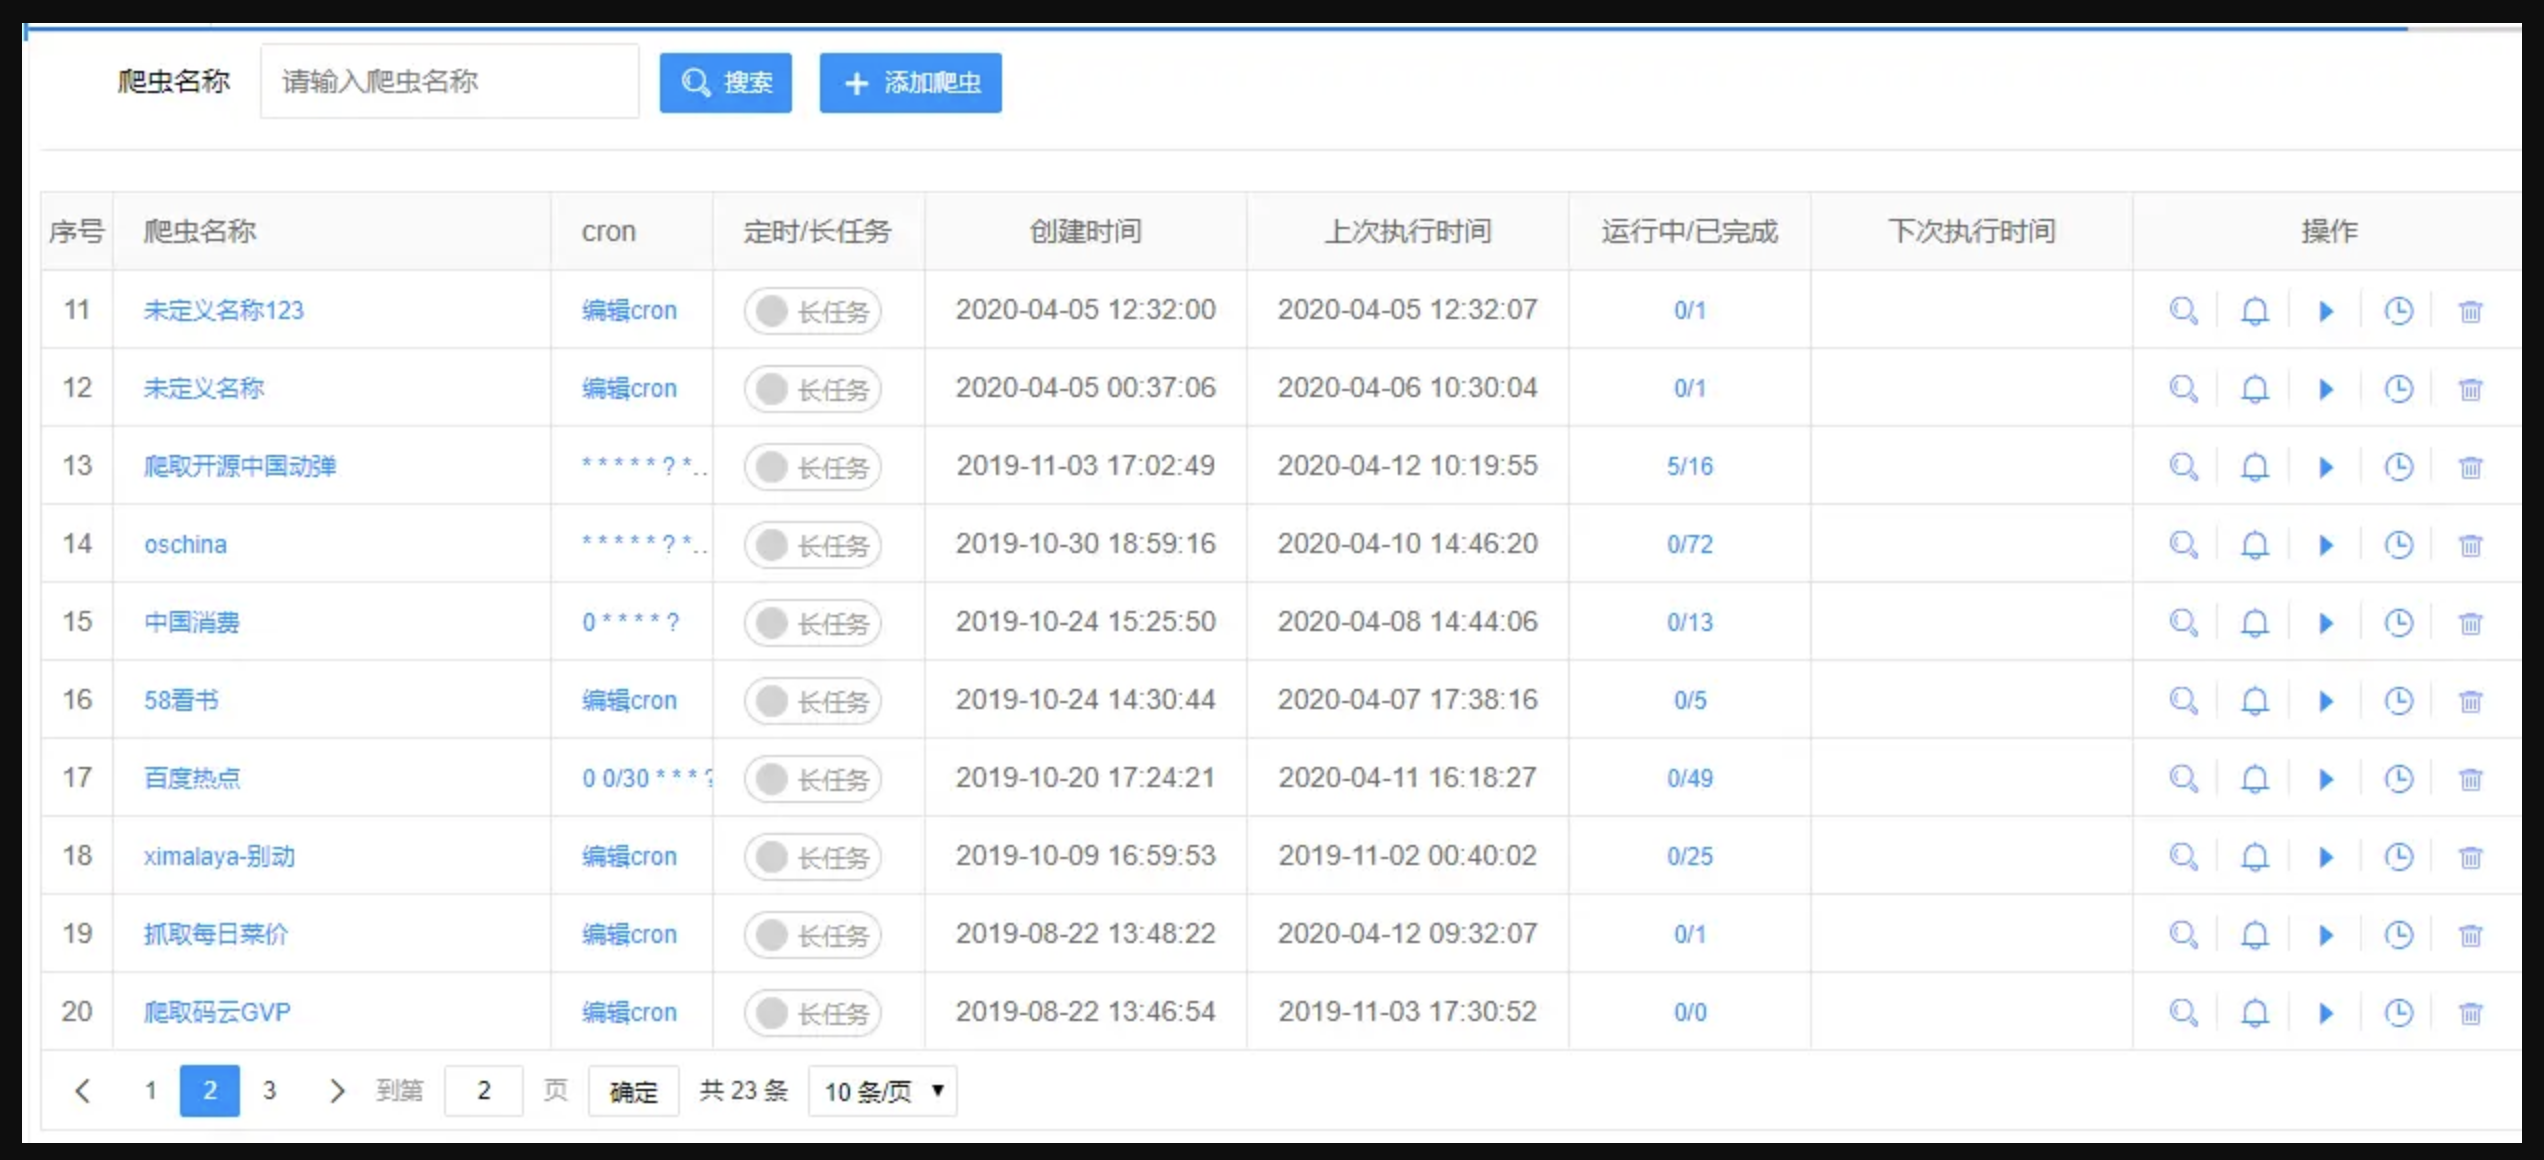 爬虫名称 请输入爬虫名称 搜索 添加爬虫
序号 爬虫名称 cron 定时/长任务 创建时间 上次执行时间 运行中/已完成 下次执行时间 操作
11 未定义名称123 编辑cron 长任务 2020-04-05 12:32:00 2020-04-05 12:32:07 0/1
12 未定义名称 编辑cron 长任务 2020-04-05 00:37:06 2020-04-06 10:30:04 0/1
13 爬取开源中国动弹 * * * * * ? *.. 长任务 2019-11-03 17:02:49 2020-04-12 10:19:55 5/16
14 oschina * * * * * ? *.. 长任务 2019-10-30 18:59:16 2020-04-10 14:46:20 0/72
15 中国消费 0 * * * * ? 长任务 2019-10-24 15:25:50 2020-04-08 14:44:06 0/13
16 58看书 编辑cron 长任务 2019-10-24 14:30:44 2020-04-07 17:38:16 0/5
17 百度热点 0 0/30 * * * ? 长任务 2019-10-20 17:24:21 2020-04-11 16:18:27 0/49
18 ximalaya-别动 编辑cron 长任务 2019-10-09 16:59:53 2019-11-02 00:40:02 0/25
19 抓取每日菜价 编辑cron 长任务 2019-08-22 13:48:22 2020-04-12 09:32:07 0/1
20 爬取码云GVP 编辑cron 长任务 2019-08-22 13:46:54 2019-11-03 17:30:52 0/0
1 2 3 到第 2 页 确定 共 23 条 10 条/页